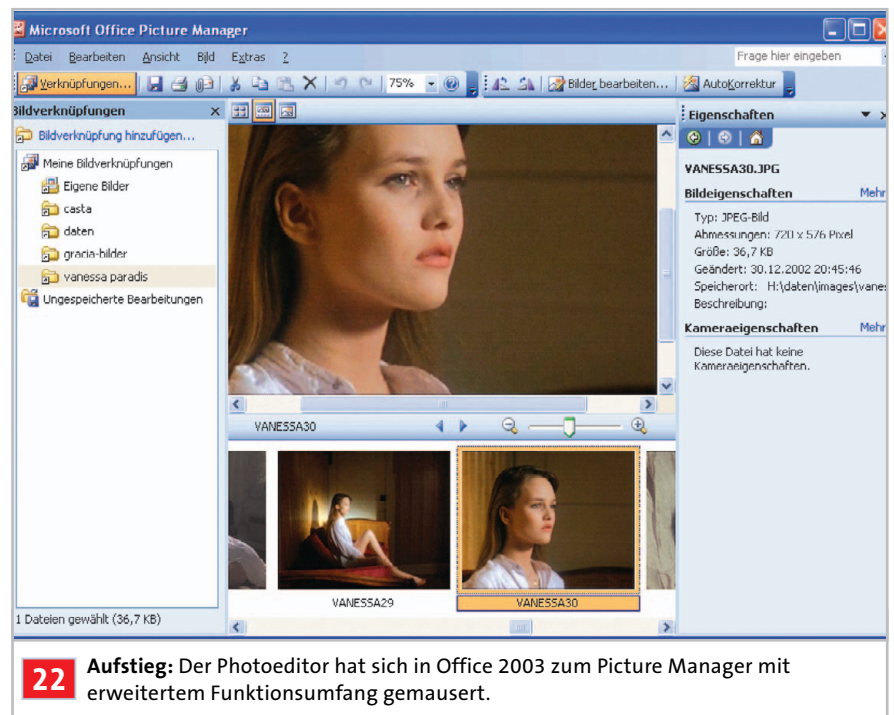 Microsoft Office Picture Manager
Datei Bearbeiten Ansicht Bild Extras ? Frage hier eingeben
Verknüpfungen... 75% Bilder bearbeiten... AutoKorrektur
Bildverknüpfungen
Bildverknüpfung hinzufügen...
Meine Bildverknüpfungen
Eigene Bilder
casta
daten
gracia-bilder
vanessa paradis
Ungespeicherte Bearbeitungen
1 Dateien gewählt (36,7 KB)
VANESSA30
VANESSA29
VANESSA30
Eigenschaften
VANESSA30.JPG
Bildeigenschaften Mehr
Typ: JPEG-Bild
Abmessungen: 720 x 576 Pixel
Größe: 36,7 KB
Geändert: 30.12.2002 20:45:46
Speicherort: H:\daten\images\vanes
Beschreibung:
Kameraeigenschaften Mehr
Diese Datei hat keine
Kameraeigenschaften.
22 Aufstieg: Der Photoeditor hat sich in Office 2003 zum Picture Manager mit
erweitertem Funktionsumfang gemausert.